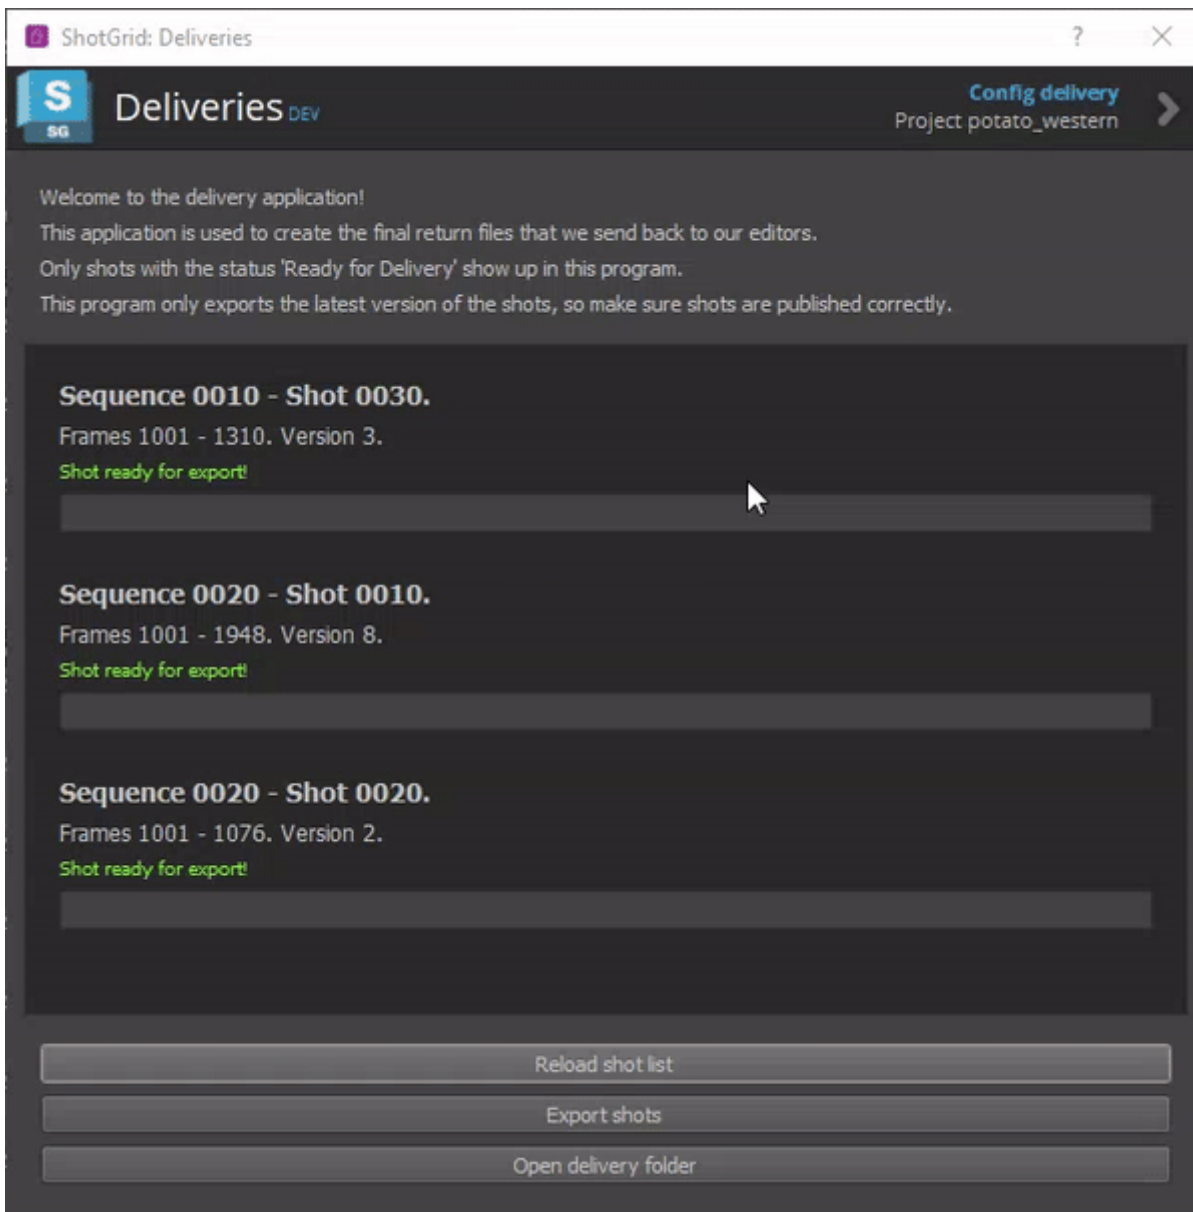 ShotGrid: Deliveries
?
S
SG
Deliveries DEV
Config delivery
Project potato_western
Welcome to the delivery application!
This application is used to create the final return files that we send back to our editors.
Only shots with the status 'Ready for Delivery' show up in this program.
This program only exports the latest version of the shots, so make sure shots are published correctly.
Sequence 0010 - Shot 0030.
Frames 1001 - 1310. Version 3.
Shot ready for export!
Sequence 0020 - Shot 0010.
Frames 1001 - 1948. Version 8.
Shot ready for export!
Sequence 0020 - Shot 0020.
Frames 1001 - 1076. Version 2.
Shot ready for export!
Reload shot list
Export shots
Open delivery folder